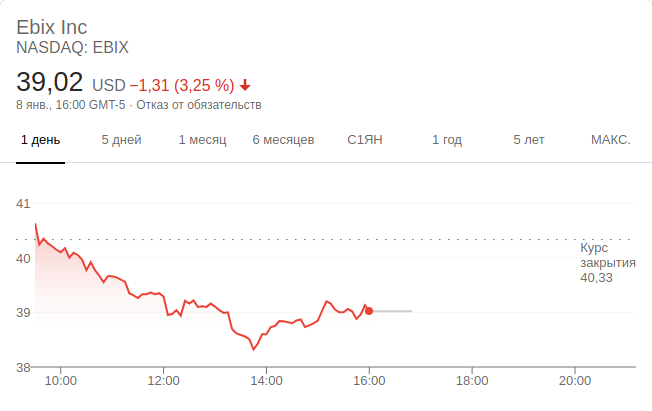 Ebix Inc
NASDAQ: EBIX
39,02 USD −1,31 (3,25 %)
8 янв., 16:00 GMT-5 · Отказ от обязательств
1 день 5 дней 1 месяц 6 месяцев С1ЯН 1 год 5 лет МАКС.
41
40
39
38
Курс
закрытия
40,33
10:00 12:00 14:00 16:00 18:00 20:00